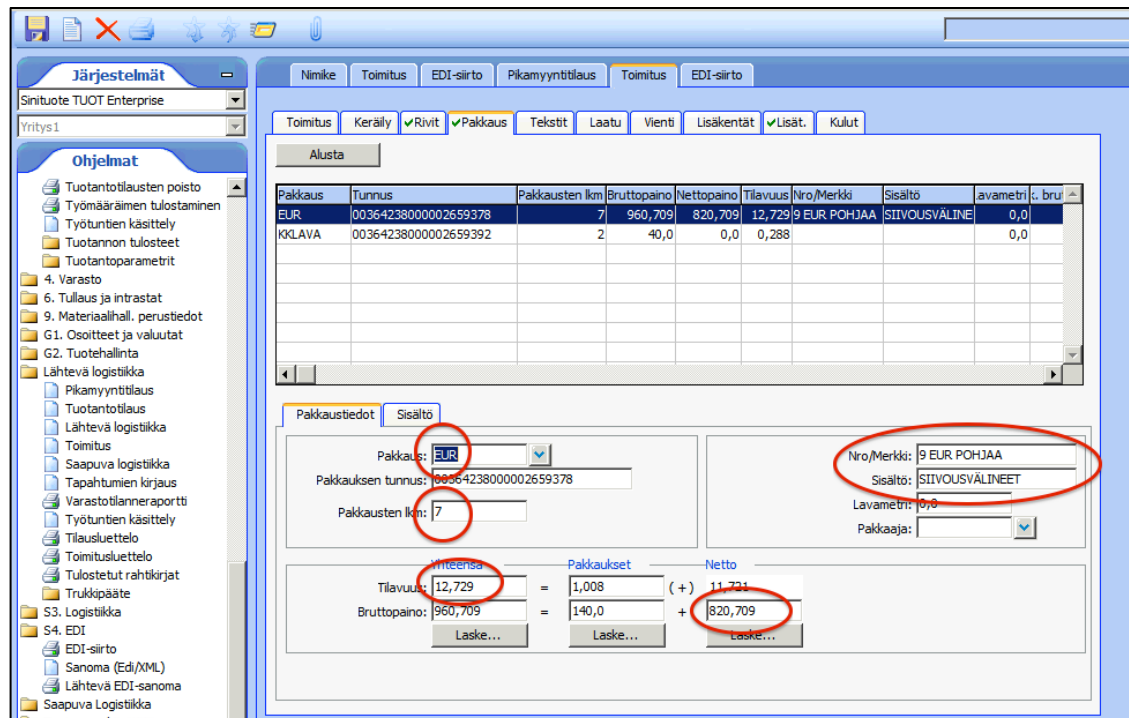 Järjestelmät
Sinituote TUOT Enterprise
Yritys1
Ohjelmat
Tuotantotilausten poisto
Työmääräimen tulostaminen
Työtuntien käsittely
Tuotannon tulosteet
Tuotantoparametrit
4. Varasto
6. Tullaus ja intrastat
9. Materiaalihall. perustiedot
G1. Osoitteet ja valuutat
G2. Tuotehallinta
Lähtevä logistiikka
Pikamyyntitilaus
Tuotantotilaus
Lähtevä logistiikka
Toimitus
Saapuva logistiikka
Tapahtumien kirjaus
Varastotilanneraportti
Työtuntien käsittely
Tilausluettelo
Toimitusluettelo
Tulostetut rahtikirjat
Trukkipääte
S3. Logistiikka
S4. EDI
EDI-siirto
Sanoma (Edi/XML)
Lähtevä EDI-sanoma
Saapuva Logistiikka
Nimike Toimitus EDI-siirto Pikamyyntitilaus Toimitus EDI-siirto
Toimitus Keräily Rivit Pakkaus Tekstit Laatu Vienti Lisäkentät Lisät. Kulut
Alusta
Pakkaus Tunnus Pakkausten lkm Bruttopaino Nettopaino Tilavuus Nro/Merkki Sisältö .avametri :. brut
EUR 00364238000002659378 7 960,709 820,709 12,729 9 EUR POHJAA SIIVOUSVÄLINE 0,0
KKLAVA 00364238000002659392 2 40,0 0,0 0,288 0,0
Pakkaustiedot Sisältö
Pakkaus: EUR
Pakkauksen tunnus: 00364238000002659378
Pakkausten lkm: 7
Nro/Merkki: 9 EUR POHJAA
Sisältö: SIIVOUSVÄLINEET
Lavametri: 0,0
Pakkaaja:
Yhteensä Pakkaukset Netto
Tilavuus: 12,729 = 1,008 (+) 11,721
Bruttopaino: 960,709 = 140,0 + 820,709
Laske... Laske... Laske...